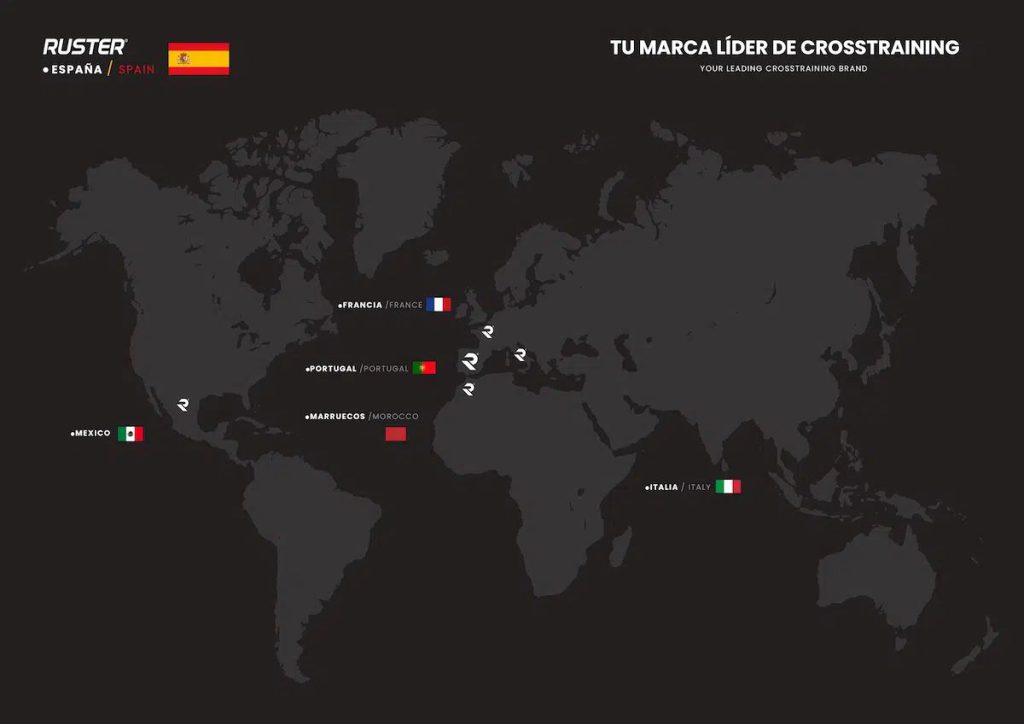 RUSTER®
•ESPAÑA / SPAIN
TU MARCA LÍDER DE CROSSTRAINING
YOUR LEADING CROSSTRAINING BRAND
•FRANCIA /FRANCE
•PORTUGAL /PORTUGAL
•MARRUECOS /MOROCCO
•MEXICO
•ITALIA / ITALY